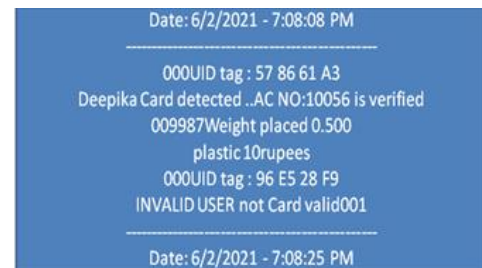 Date: 6/2/2021 - 7:08:08 PM
--------------------------------------------------
000UID tag : 57 86 61 A3
Deepika Card detected ..AC NO:10056 is verified
009987Weight placed 0.500
plastic 10rupees
000UID tag : 96 E5 28 F9
INVALID USER not Card valid001
--------------------------------------------------
Date: 6/2/2021 - 7:08:25 PM